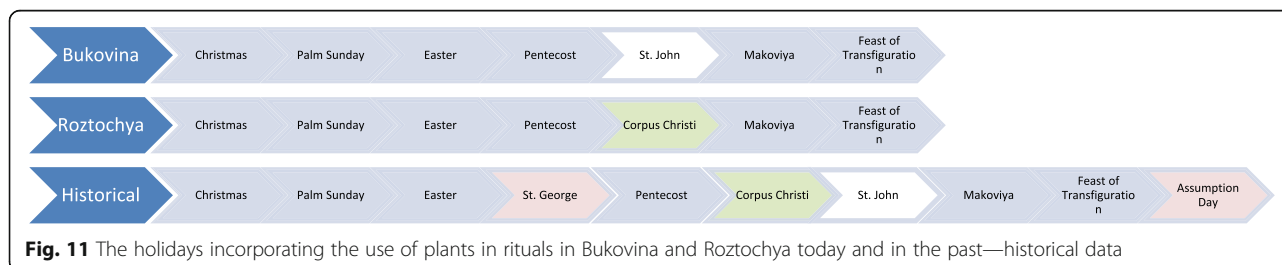 Bukovina Christmas Palm Sunday Easter Pentecost St. John Makoviya Feast of
Transfiguratio
n
Roztochya Christmas Palm Sunday Easter Pentecost Corpus Christi Makoviya Feast of
Transfiguratio
n
Historical Christmas Palm Sunday Easter St. George Pentecost Corpus Christi St. John Makoviya Feast of
Transfiguratio
n
Assumption
Day
Fig. 11 The holidays incorporating the use of plants in rituals in Bukovina and Roztochya today and in the past—historical data